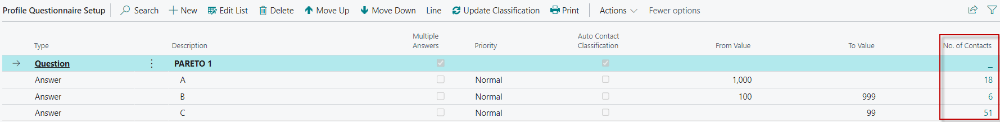 Profile Questionnaire Setup Search New Edit List Delete Move Up Move Down Line Update Classification Print Actions Fewer options
Type Description Multiple Answers Priority Auto Contact Classification From Value To Value No. of Contacts
Question PARETO 1 _
Answer A Normal 1,000 18
Answer B Normal 100 999 6
Answer C Normal 99 51